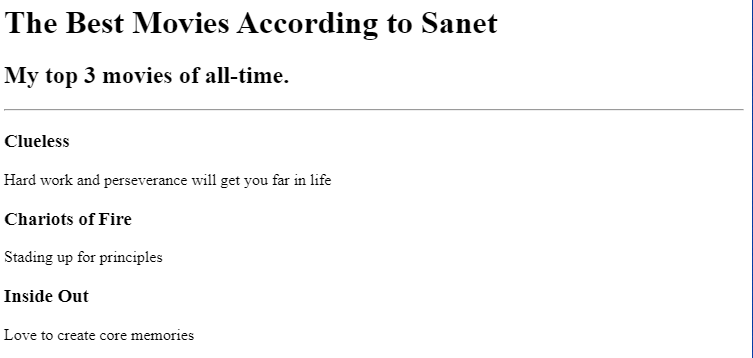 The Best Movies According to Sanet
My top 3 movies of all-time.
Clueless
Hard work and perseverance will get you far in life
Chariots of Fire
Stading up for principles
Inside Out
Love to create core memories